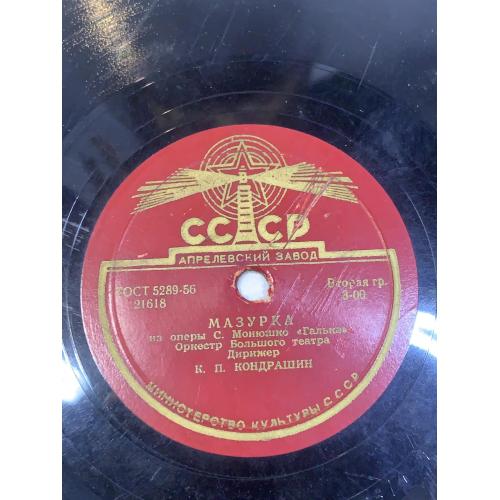 В
СССР
АПРЕЛЕВСКИЙ ЗАВОД
ГОСТ 5289-56
21618
Вторая гр.
3-00
МАЗУРКА
из оперы С. Монюшко «Галька»
Оркестр Большого театра
Дирижер
К. П. КОНДРАШИН
МИНИСТЕРСТВО КУЛЬТУРЫ СССР